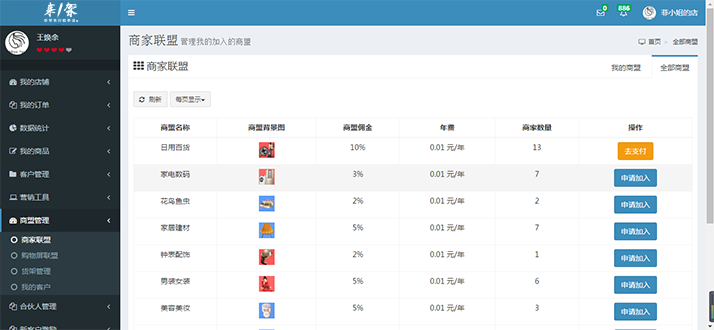 0
886
菲小姐的店
王焕余
商家联盟 管理我的加入的商盟
首页 > 全部商盟
商家联盟
我的商盟
全部商盟
刷新
每页显示
我的店铺
我的订单
数据统计
我的商品
客户管理
营销工具
商盟管理
商家联盟
购物屏联盟
货架管理
我的客户
合伙人管理
新客户激励
商盟名称 商盟背景图 商盟佣金 年费 商家数量 操作
日用百货 10% 0.01 元/年 13 去支付
家电数码 3% 0.01 元/年 7 申请加入
花鸟鱼虫 2% 0.01 元/年 2 申请加入
家居建材 5% 0.01 元/年 7 申请加入
钟表配饰 2% 0.01 元/年 1 申请加入
男装女装 5% 0.01 元/年 6 申请加入
美容美妆 5% 0.01 元/年 3 申请加入